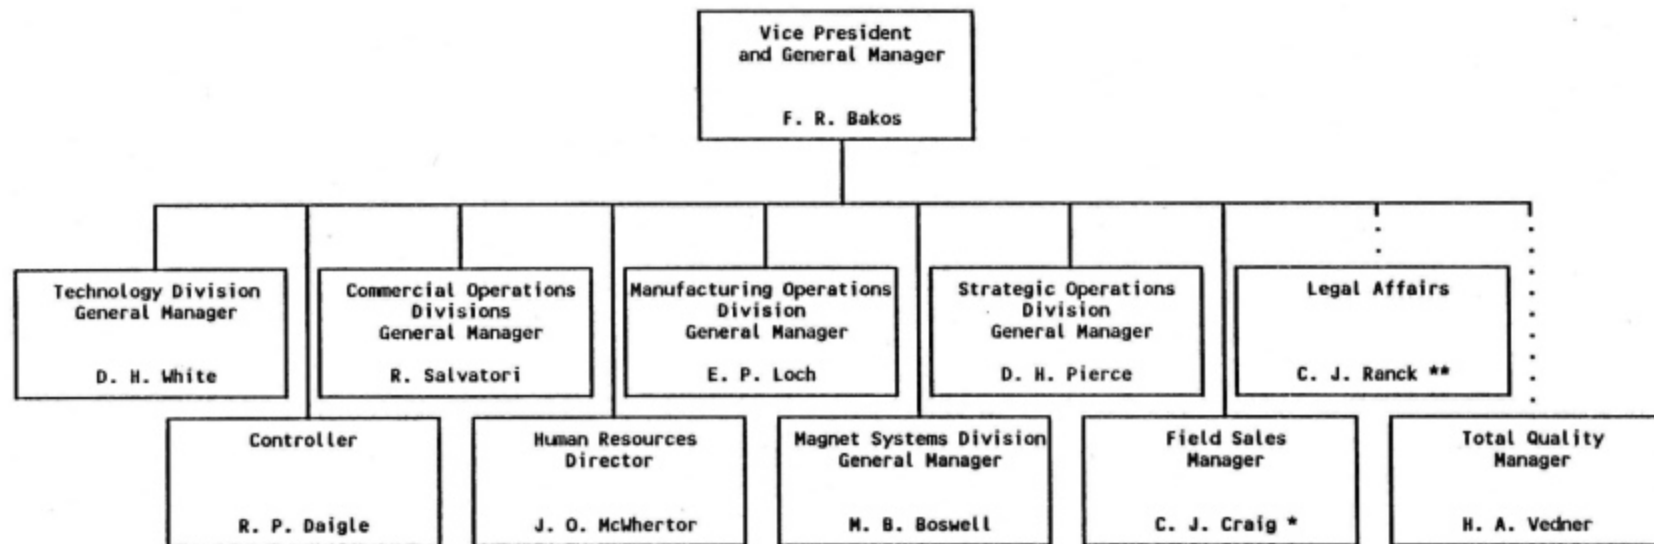 Vice President
and General Manager
F. R. Bakos
Technology Division
General Manager
D. H. White
Commercial Operations
Divisions
General Manager
R. Salvatori
Manufacturing Operations
Division
General Manager
E. P. Loch
Strategic Operations
Division
General Manager
D. H. Pierce
Legal Affairs
C. J. Ranck **
Controller
R. P. Daigle
Human Resources
Director
J. O. McWhertor
Magnet Systems Division
General Manager
M. B. Boswell
Field Sales
Manager
C. J. Craig *
Total Quality
Manager
H. A. Vedner